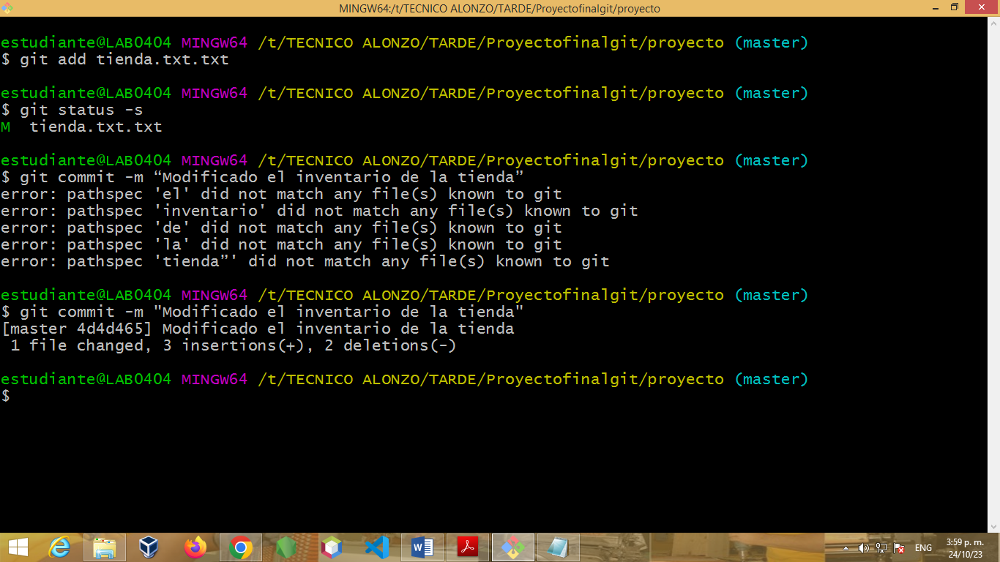 MINGW64:/t/TECNICO ALONZO/TARDE/Proyectofinalgit/proyecto
estudiante@LAB0404 MINGW64 /t/TECNICO ALONZO/TARDE/Proyectofinalgit/proyecto (master)
$ git add tienda.txt.txt
estudiante@LAB0404 MINGW64 /t/TECNICO ALONZO/TARDE/Proyectofinalgit/proyecto (master)
$ git status -s
M  tienda.txt.txt
estudiante@LAB0404 MINGW64 /t/TECNICO ALONZO/TARDE/Proyectofinalgit/proyecto (master)
$ git commit -m “Modificado el inventario de la tienda”
error: pathspec 'el' did not match any file(s) known to git
error: pathspec 'inventario' did not match any file(s) known to git
error: pathspec 'de' did not match any file(s) known to git
error: pathspec 'la' did not match any file(s) known to git
error: pathspec 'tienda”' did not match any file(s) known to git
estudiante@LAB0404 MINGW64 /t/TECNICO ALONZO/TARDE/Proyectofinalgit/proyecto (master)
$ git commit -m "Modificado el inventario de la tienda"
[master 4d4d465] Modificado el inventario de la tienda
 1 file changed, 3 insertions(+), 2 deletions(-)
estudiante@LAB0404 MINGW64 /t/TECNICO ALONZO/TARDE/Proyectofinalgit/proyecto (master)
$
ENG
3:59 p. m.
24/10/23